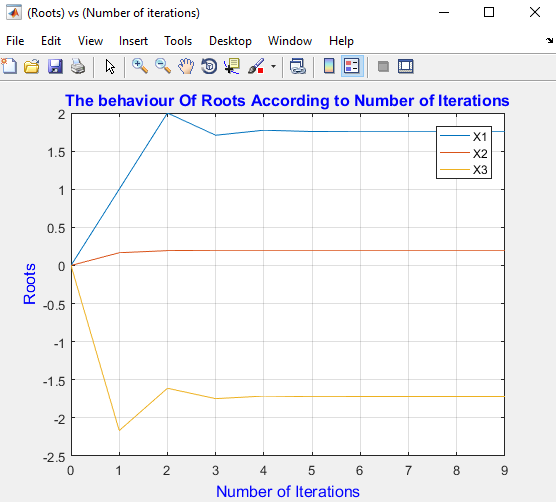 (Roots) vs (Number of iterations)
File Edit View Insert Tools Desktop Window Help
The behaviour Of Roots According to Number of Iterations
2
1.5
1
0.5
0
-0.5
-1
-1.5
-2
-2.5
Roots
X1
X2
X3
0 1 2 3 4 5 6 7 8 9
Number of Iterations